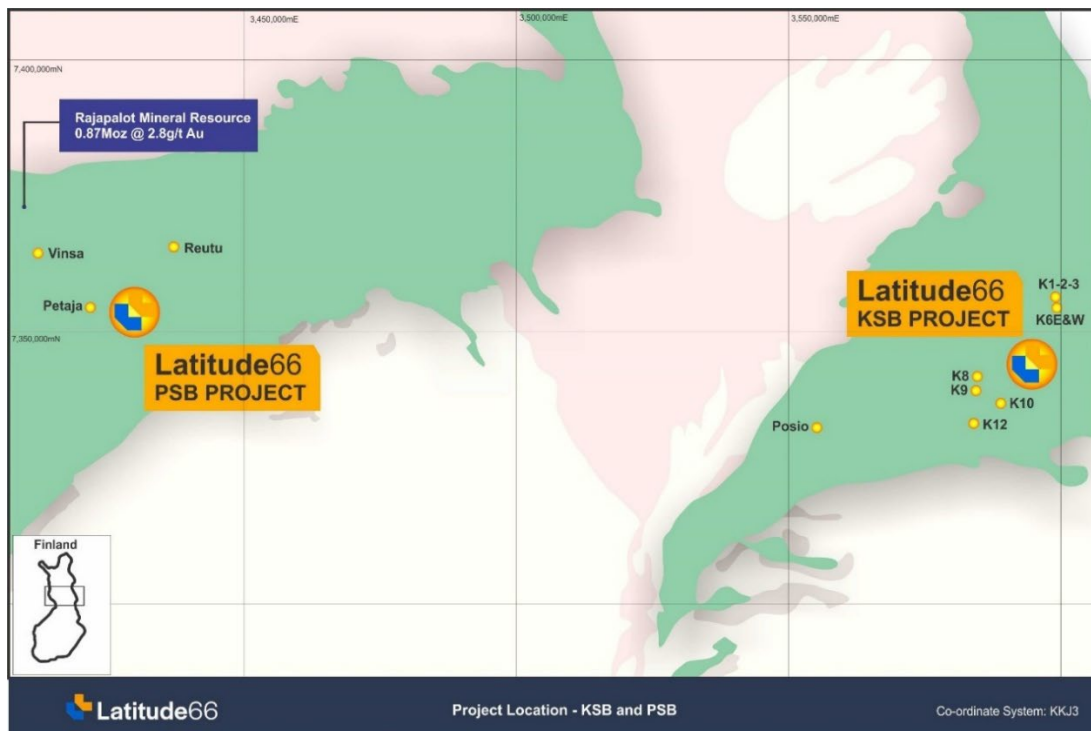 3,450,000mE
3,500,000mE
3,550,000mE
7,400,000mN
Rajapalot Mineral Resource
0.87Moz @ 2.8g/t Au
Vinsa
Reutu
Petaja
7,350,000mN
Latitude66
PSB PROJECT
Latitude66
KSB PROJECT
K1-2-3
K6E&W
K8
K9
K10
K12
Posio
Finland
Latitude66
Project Location - KSB and PSB
Co-ordinate System: KKJ3